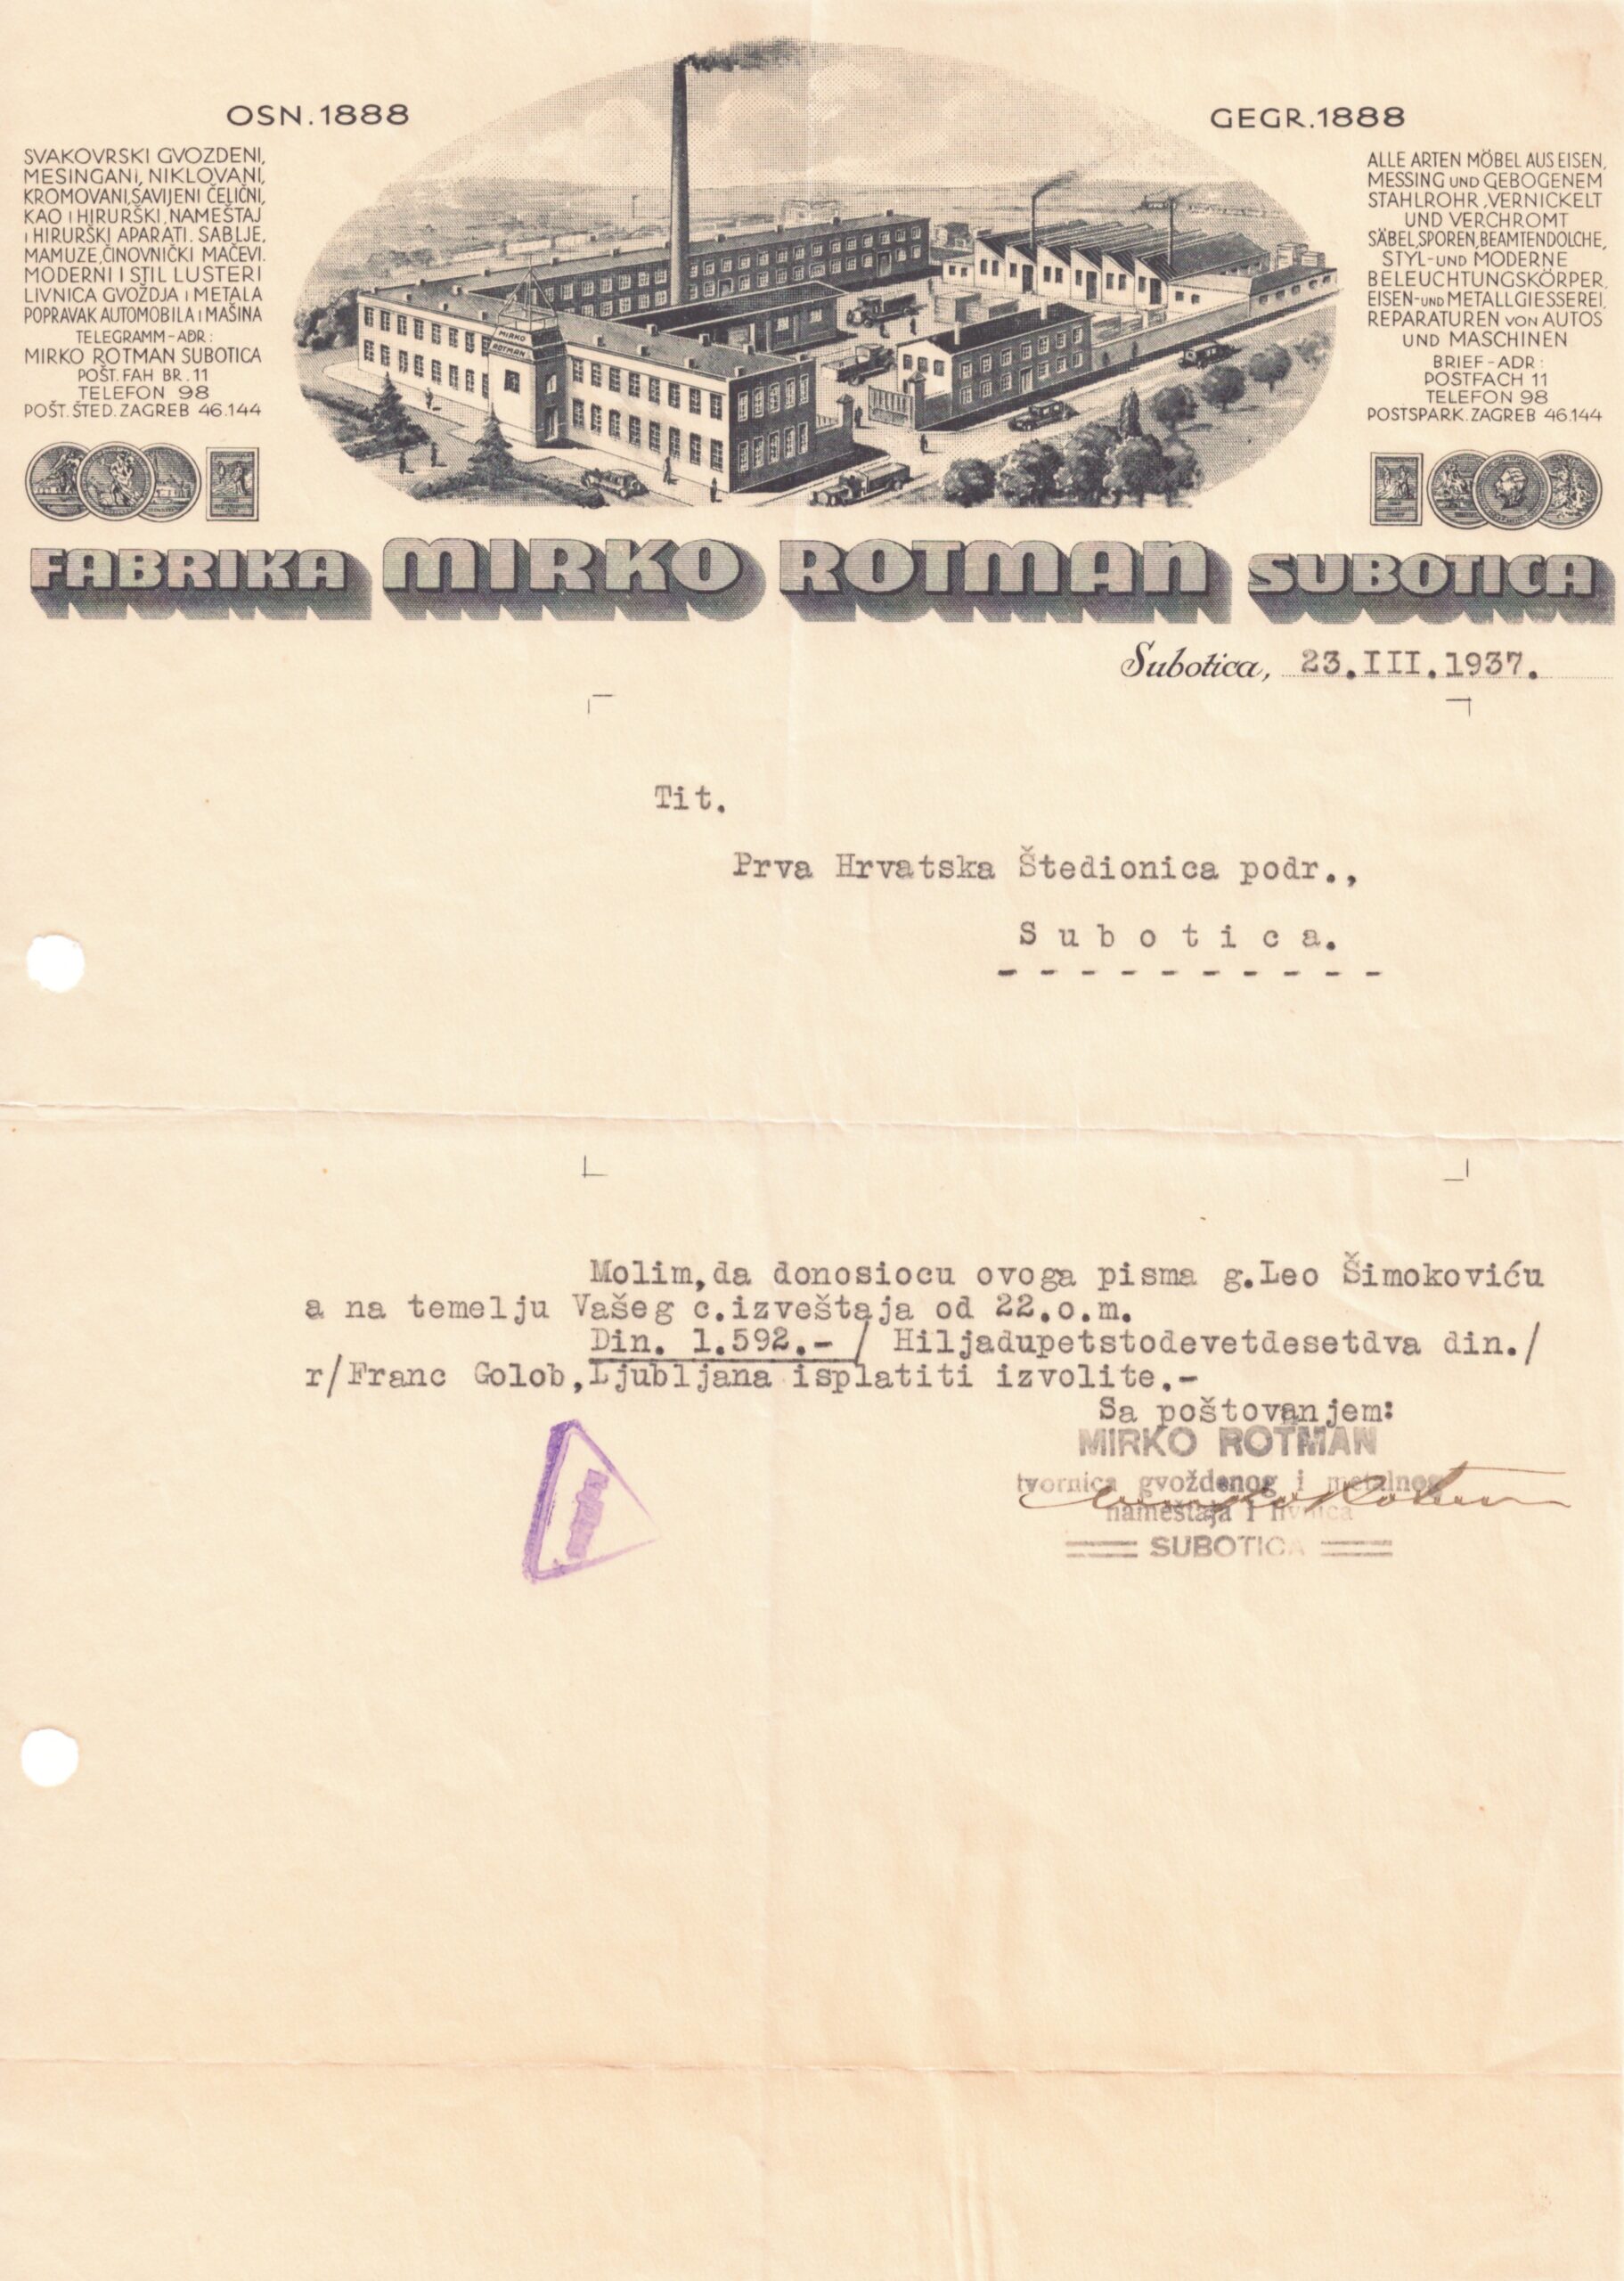 OSN. 1888
SVAKOVRSKI GVOZDENI,
MESINGANI, NIKLOVANI,
KROMOVANI, SAVIJENI ČELIČNI,
KAO I HIRURŠKI NAMEŠTAJ
I HIRURŠKI APARATI. SABLJE,
MAMUZE, ČINOVNIČKI MAČEVI.
MODERNI I STIL LUSTERI
LIVNICA GVOŽDJA I METALA
POPRAVAK AUTOMOBILA I MAŠINA
TELEGRAMM-ADR:
MIRKO ROTMAN SUBOTICA
POŠT. FAH BR. 11
TELEFON 98
POŠT. ŠTED. ZAGREB 46.144
MIRKO
ROTMAN
GEGR. 1888
ALLE ARTEN MÖBEL AUS EISEN,
MESSING UND GEBOGENEM
STAHLROHR, VERNICKELT
UND VERCHROMT
SÄBEL, SPOREN, BEAMTENDOLCHE,
STYL- UND MODERNE
BELEUCHTUNGSKÖRPER,
EISEN- UND METALLGIESSEREI,
REPARATUREN VON AUTOS
UND MASCHINEN
BRIEF-ADR:
POSTFACH 11
TELEFON 98
POSTSPARK. ZAGREB 46.144
FABRIKA MIRKO ROTMAN SUBOTICA
Subotica, 23.III.1937.
Tit.
Prva Hrvatska Štedionica podr.,
S u b o t i c a.
- - - - - - - - - -
Molim,da donosiocu ovoga pisma g.Leo Šimokoviću
a na temelju Vašeg c.izveštaja od 22.o.m.
Din. 1.592.- / Hiljadupetstodevetdesetdva din./
r/Franc Golob,Ljubljana isplatiti izvolite.-
Sa poštovanjem:
MIRKO ROTMAN
tvornica gvoždenog i metalnog
nameštaja i livnica
SUBOTICA
Mirko Rotman